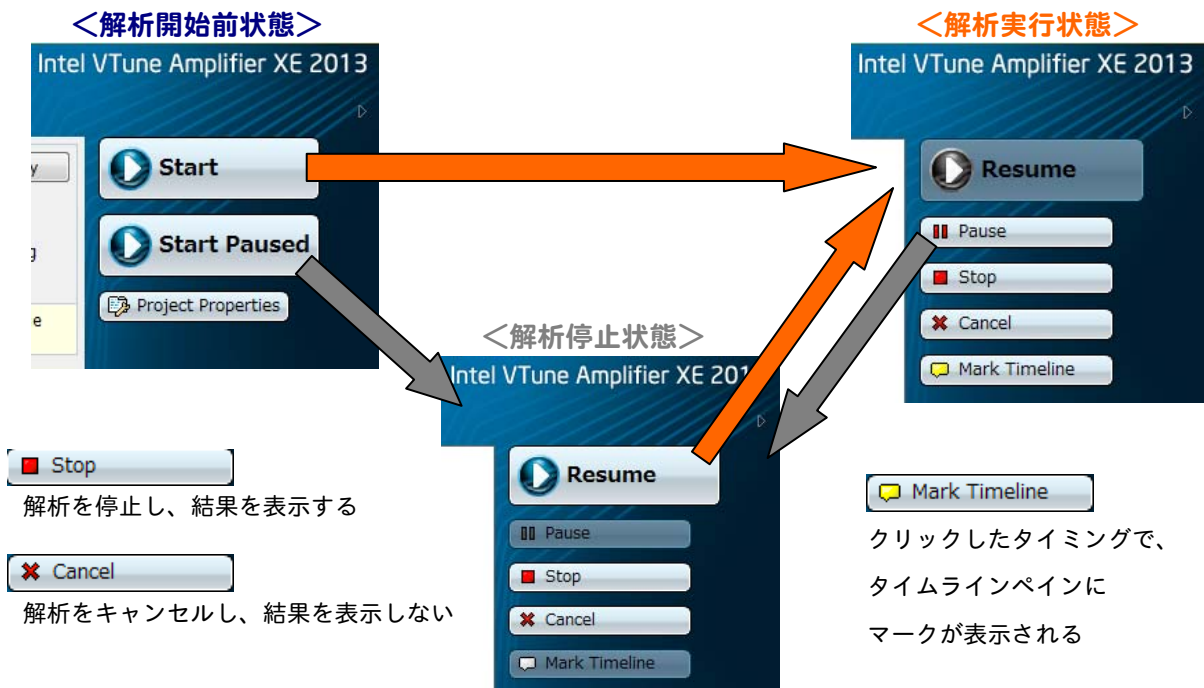 ＜解析開始前状態＞
Intel VTune Amplifier XE 2013
y
Start
Start Paused
g
Project Properties
e
＜解析実行状態＞
Intel VTune Amplifier XE 2013
Resume
Pause
Stop
Cancel
Mark Timeline
＜解析停止状態＞
Intel VTune Amplifier XE 201
Resume
Pause
Stop
Cancel
Mark Timeline
Stop
解析を停止し、結果を表示する
Cancel
解析をキャンセルし、結果を表示しない
Mark Timeline
クリックしたタイミングで、
タイムラインペインに
マークが表示される